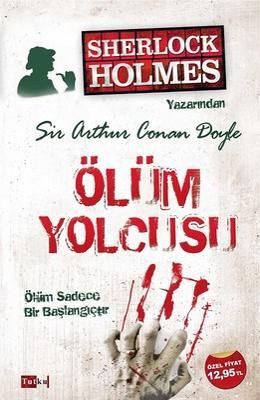 SHERLOCK
HOLMES
Yazarından
Sir Arthur Conan Doyle
ÖLÜM
YOLCUSU
Ölüm Sadece
Bir Başlangıçtır
ÖZEL FİYAT
12,95 TL
Tutku